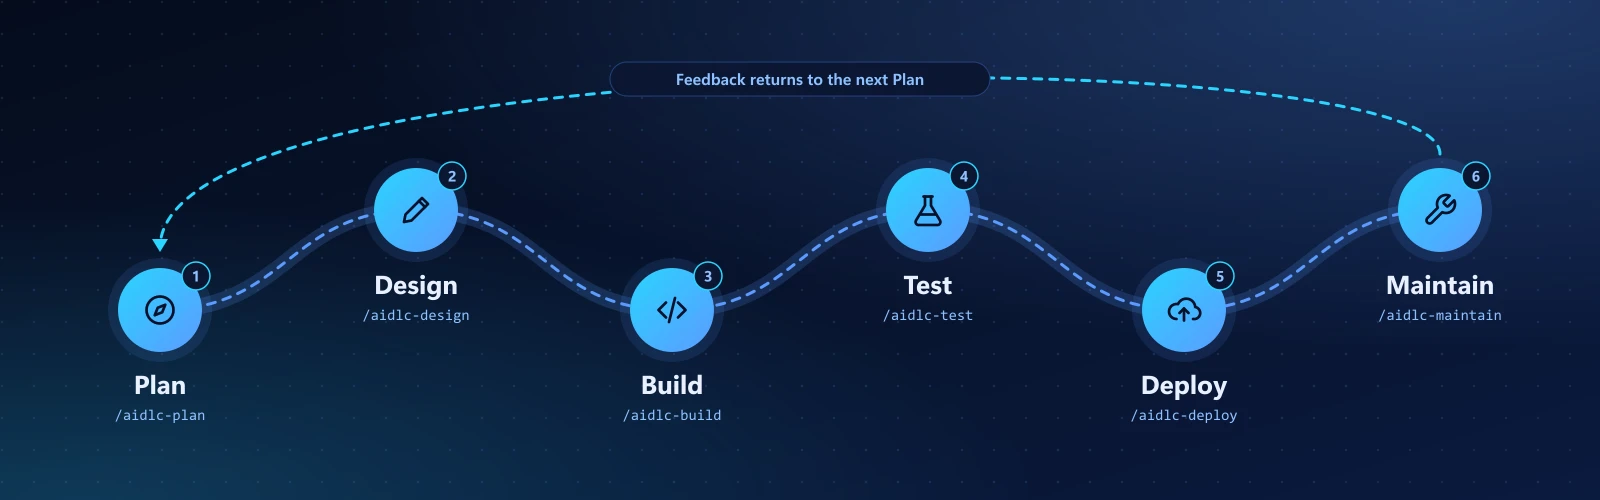 Feedback returns to the next Plan
1
Plan
/aidlc-plan
2
Design
/aidlc-design
3
Build
/aidlc-build
4
Test
/aidlc-test
5
Deploy
/aidlc-deploy
6
Maintain
/aidlc-maintain